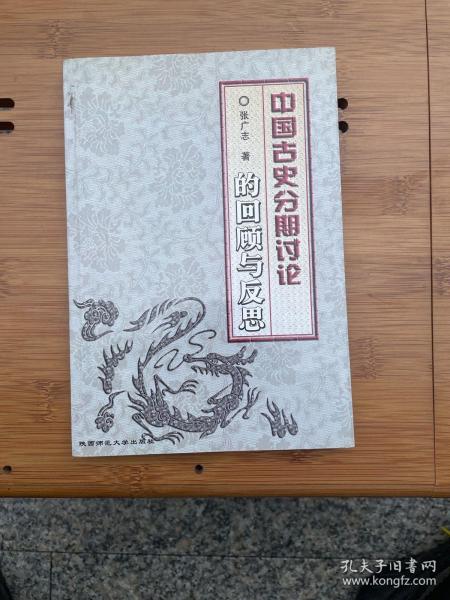 中国古史分期讨论
的回顾与反思
○张广志 著
陕西师范大学出版社
孔夫子旧书网
www.kongfz.com